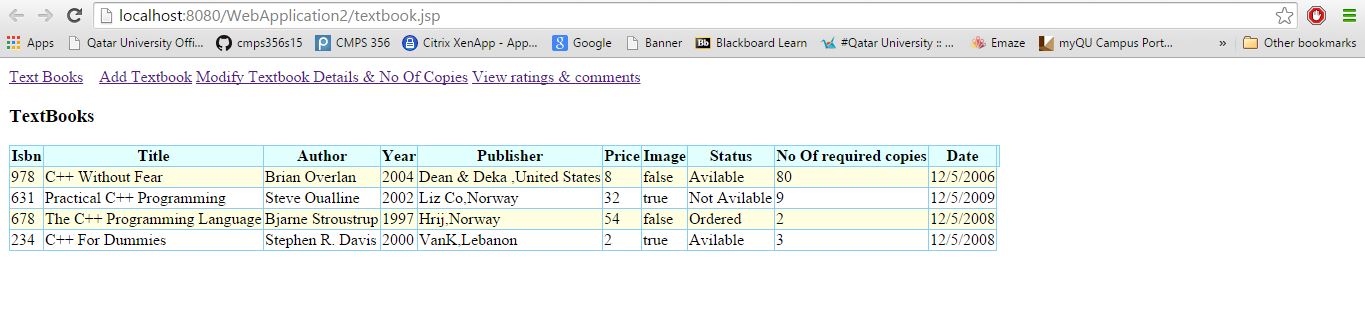 localhost:8080/WebApplication2/textbook.jsp
Apps Qatar University Offi... cmps356s15 CMPS 356 Citrix XenApp - App... Google Banner Bb Blackboard Learn #Qatar University :: ... Emaze myQU Campus Port... » Other bookmarks
Text Books Add Textbook Modify Textbook Details & No Of Copies View ratings & comments
TextBooks
Isbn Title Author Year Publisher Price Image Status No Of required copies Date
978 C++ Without Fear Brian Overlan 2004 Dean & Deka ,United States 8 false Avilable 80 12/5/2006
631 Practical C++ Programming Steve Oualline 2002 Liz Co,Norway 32 true Not Available 9 12/5/2009
678 The C++ Programming Language Bjarne Stroustrup 1997 Hrij,Norway 54 false Ordered 2 12/5/2008
234 C++ For Dummies Stephen R. Davis 2000 VanK,Lebanon 2 true Avilable 3 12/5/2008